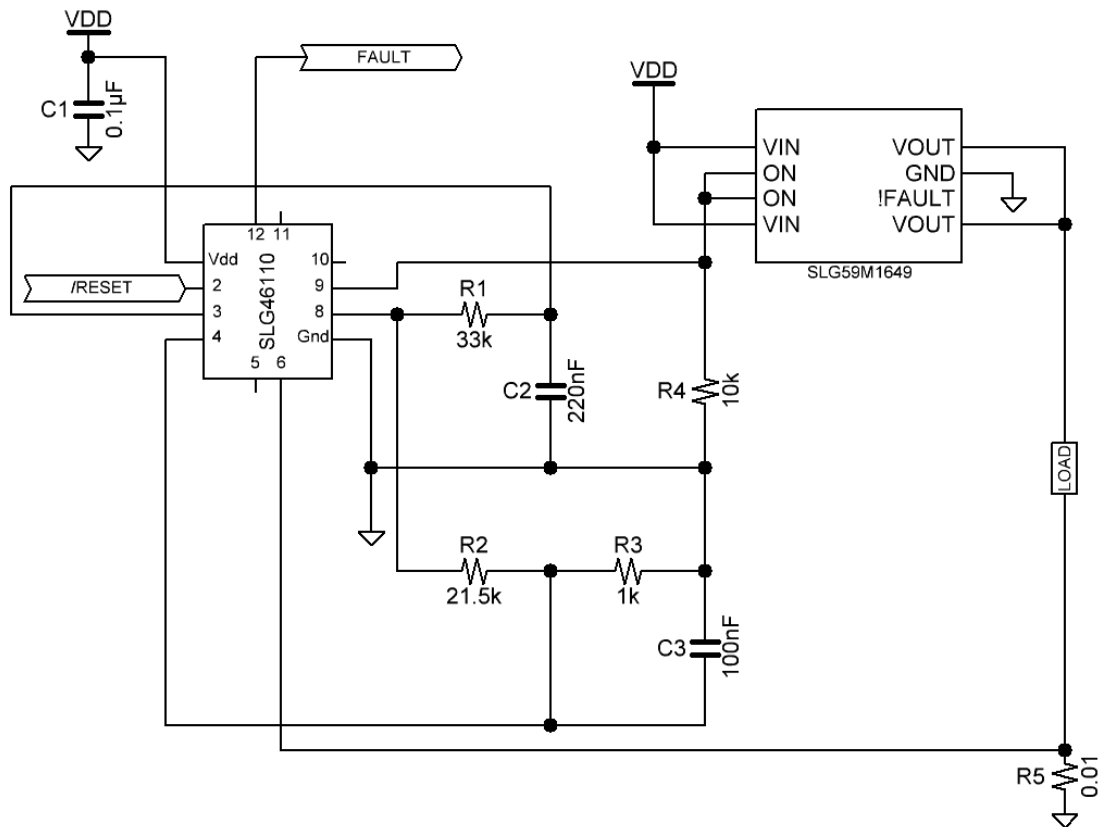 VDD
FAULT
C1
0.1µF
VDD
VIN
ON
ON
VIN
VOUT
GND
!FAULT
VOUT
SLG59M1649
12
11
Vdd
2
3
4
10
9
8
Gnd
5
6
SLG46110
/RESET
R1
33k
C2
220nF
R4
10k
LOAD
R2
21.5k
R3
1k
C3
100nF
R5
0.01